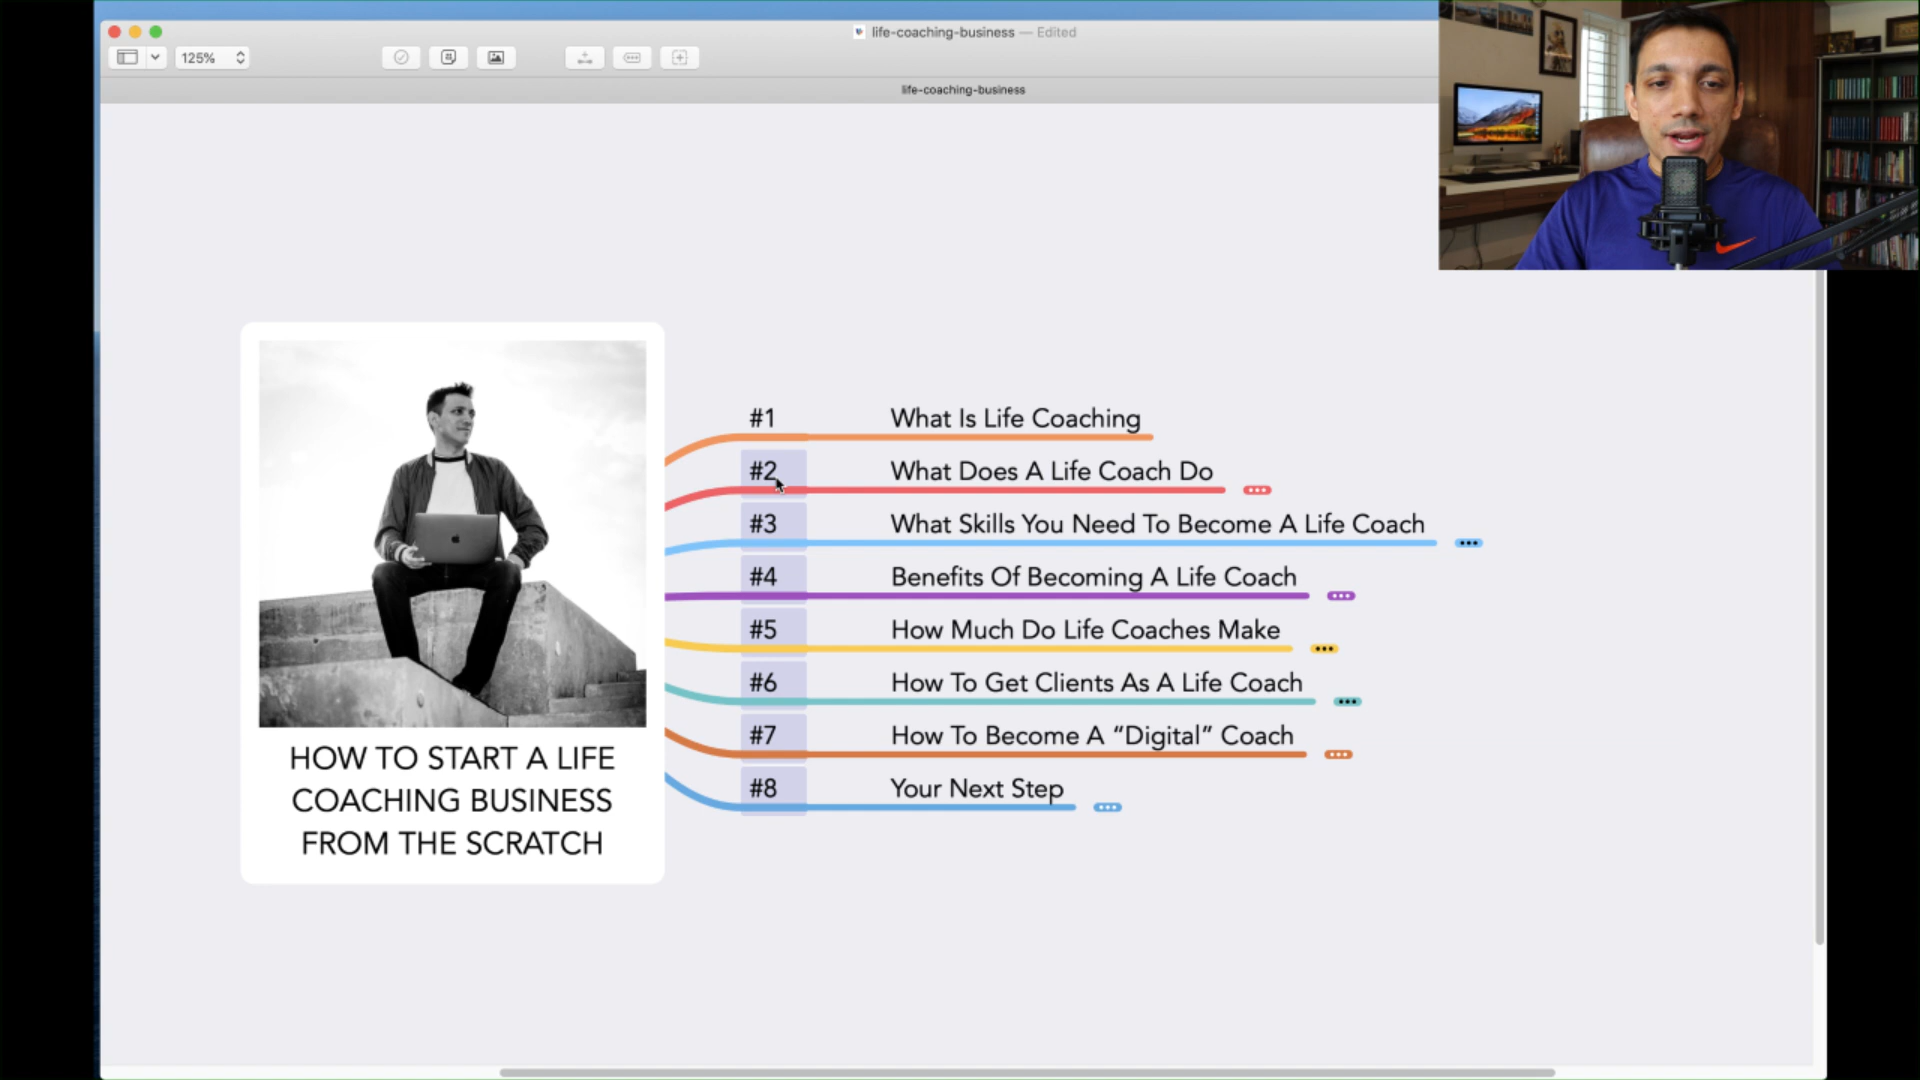 life-coaching-business — Edited
125%
life-coaching-business
#1 What Is Life Coaching
#2 What Does A Life Coach Do
#3 What Skills You Need To Become A Life Coach
#4 Benefits Of Becoming A Life Coach
#5 How Much Do Life Coaches Make
#6 How To Get Clients As A Life Coach
#7 How To Become A “Digital” Coach
#8 Your Next Step
HOW TO START A LIFE
COACHING BUSINESS
FROM THE SCRATCH